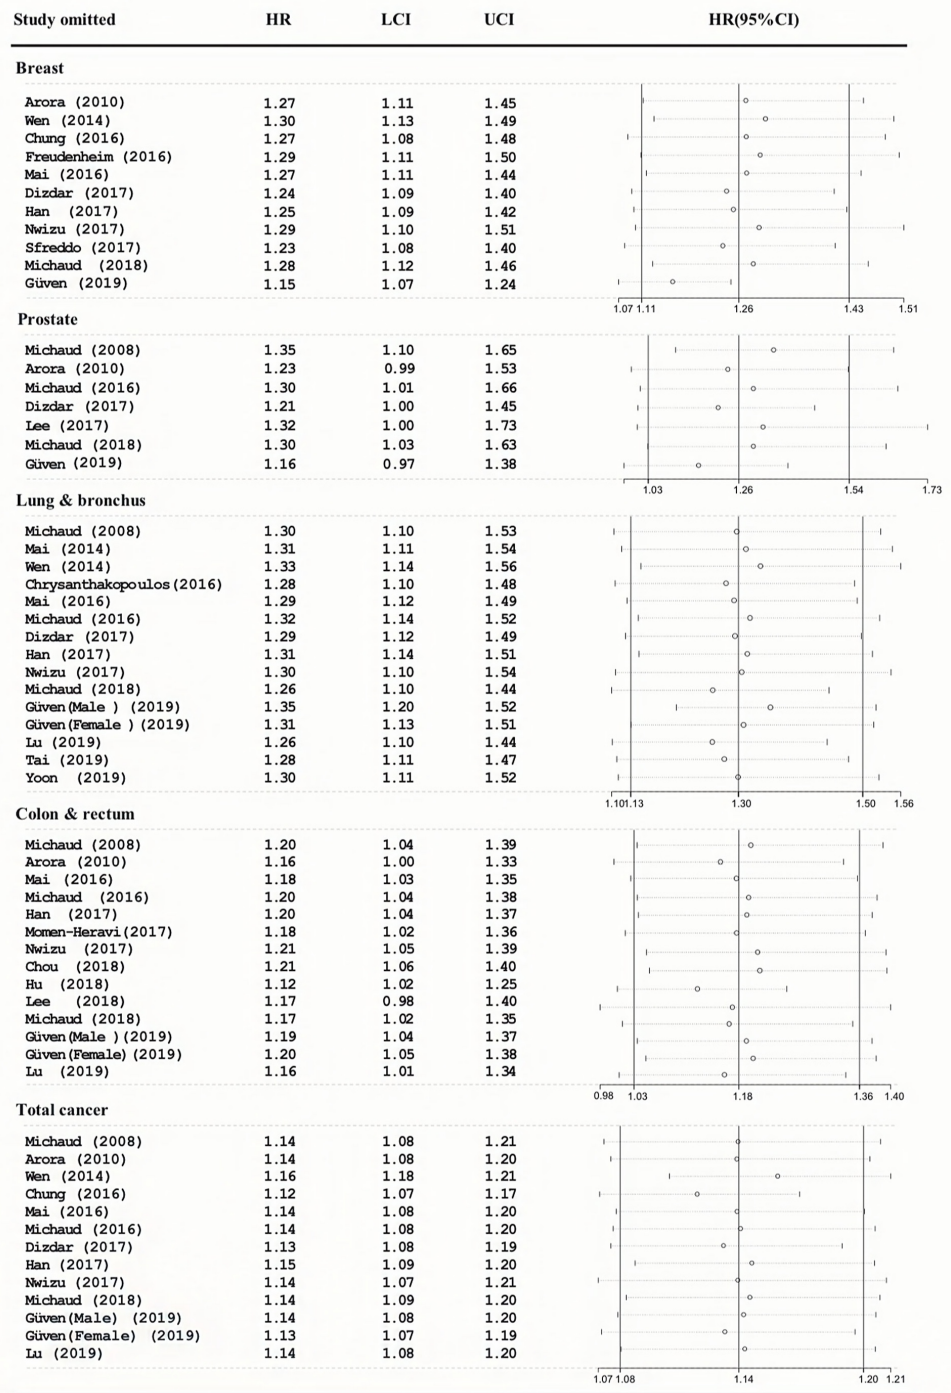 Study omitted HR LCI UCI HR(95%CI)
Breast
Arora (2010) 1.27 1.11 1.45
Wen (2014) 1.30 1.13 1.49
Chung (2016) 1.27 1.08 1.48
Freudenheim (2016) 1.29 1.11 1.50
Mai (2016) 1.27 1.11 1.44
Dizdar (2017) 1.24 1.09 1.40
Han (2017) 1.25 1.09 1.42
Nwizu (2017) 1.29 1.10 1.51
Sfreddo (2017) 1.23 1.08 1.40
Michaud (2018) 1.28 1.12 1.46
Güven (2019) 1.15 1.07 1.24
1.07 1.11 1.26 1.43 1.51
Prostate
Michaud (2008) 1.35 1.10 1.65
Arora (2010) 1.23 0.99 1.53
Michaud (2016) 1.30 1.01 1.66
Dizdar (2017) 1.21 1.00 1.45
Lee (2017) 1.32 1.00 1.73
Michaud (2018) 1.30 1.03 1.63
Güven (2019) 1.16 0.97 1.38
1.03 1.26 1.54 1.73
Lung & bronchus
Michaud (2008) 1.30 1.10 1.53
Mai (2014) 1.31 1.11 1.54
Wen (2014) 1.33 1.14 1.56
Chrysanthakopoulos (2016) 1.28 1.10 1.48
Mai (2016) 1.29 1.12 1.49
Michaud (2016) 1.32 1.14 1.52
Dizdar (2017) 1.29 1.12 1.49
Han (2017) 1.31 1.14 1.51
Nwizu (2017) 1.30 1.10 1.54
Michaud (2018) 1.26 1.10 1.44
Güven (Male ) (2019) 1.35 1.20 1.52
Güven (Female ) (2019) 1.31 1.13 1.51
Lu (2019) 1.26 1.10 1.44
Tai (2019) 1.28 1.11 1.47
Yoon (2019) 1.30 1.11 1.52
1.10 1.13 1.30 1.50 1.56
Colon & rectum
Michaud (2008) 1.20 1.04 1.39
Arora (2010) 1.16 1.00 1.33
Mai (2016) 1.18 1.03 1.35
Michaud (2016) 1.20 1.04 1.38
Han (2017) 1.20 1.04 1.37
Momen-Heravi (2017) 1.18 1.02 1.36
Nwizu (2017) 1.21 1.05 1.39
Chou (2018) 1.21 1.06 1.40
Hu (2018) 1.12 1.02 1.25
Lee (2018) 1.17 0.98 1.40
Michaud (2018) 1.17 1.02 1.35
Güven (Male ) (2019) 1.19 1.04 1.37
Güven (Female) (2019) 1.20 1.05 1.38
Lu (2019) 1.16 1.01 1.34
0.98 1.03 1.18 1.36 1.40
Total cancer
Michaud (2008) 1.14 1.08 1.21
Arora (2010) 1.14 1.08 1.20
Wen (2014) 1.16 1.18 1.21
Chung (2016) 1.12 1.07 1.17
Mai (2016) 1.14 1.08 1.20
Michaud (2016) 1.14 1.08 1.20
Dizdar (2017) 1.13 1.08 1.19
Han (2017) 1.15 1.09 1.20
Nwizu (2017) 1.14 1.07 1.21
Michaud (2018) 1.14 1.09 1.20
Güven (Male) (2019) 1.14 1.08 1.20
Güven (Female) (2019) 1.13 1.07 1.19
Lu (2019) 1.14 1.08 1.20
1.07 1.08 1.14 1.20 1.21